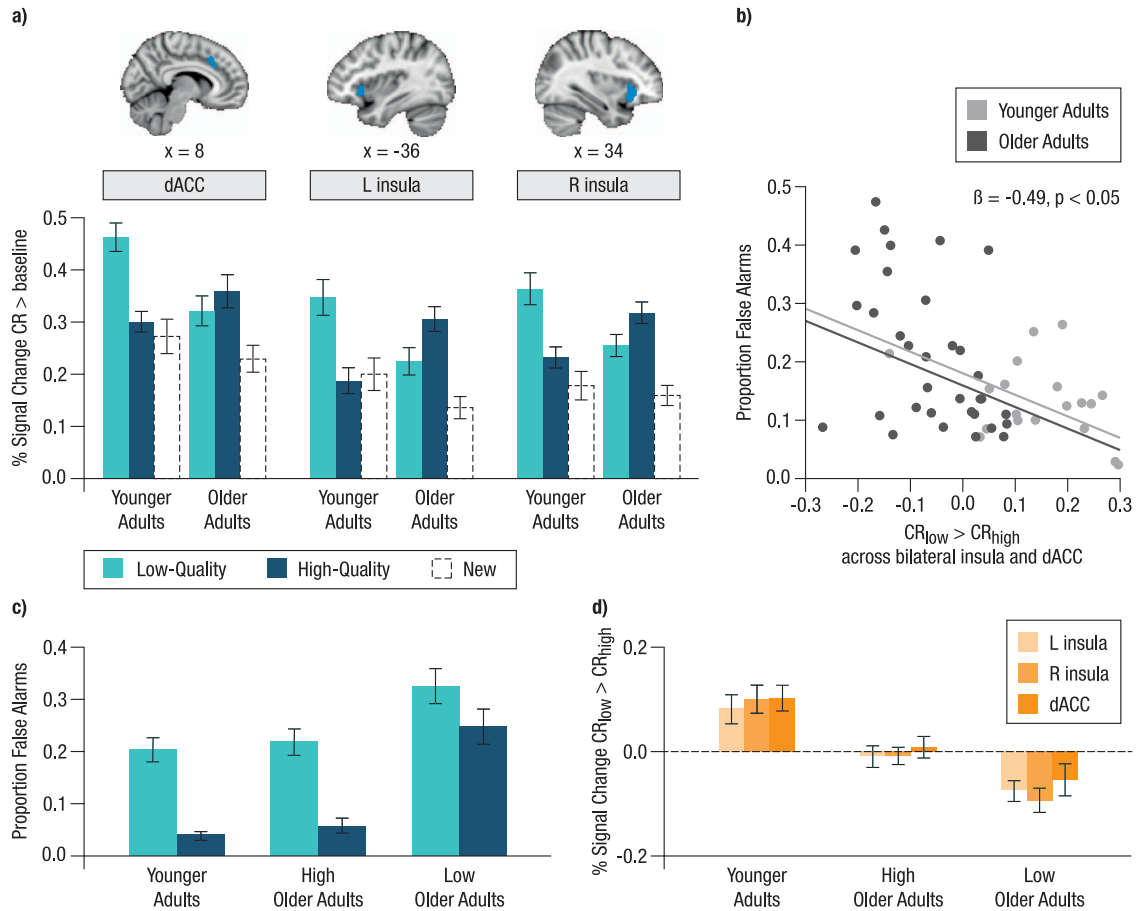 a)
x = 8
x = -36
x = 34
dACC
L insula
R insula
% Signal Change CR > baseline
0.5
0.4
0.3
0.2
0.1
0.0
Younger
Adults
Older
Adults
Younger
Adults
Older
Adults
Younger
Adults
Older
Adults
Low-Quality
High-Quality
New
b)
Younger Adults
Older Adults
ß = -0.49, p < 0.05
Proportion False Alarms
0.5
0.4
0.3
0.2
0.1
0.0
-0.3
-0.2
-0.1
0.0
0.1
0.2
0.3
CRlow > CRhigh
across bilateral insula and dACC
c)
Proportion False Alarms
0.4
0.3
0.2
0.1
0.0
Younger
Adults
High
Older Adults
Low
Older Adults
d)
% Signal Change CRlow > CRhigh
0.2
0.0
-0.2
L insula
R insula
dACC
Younger
Adults
High
Older Adults
Low
Older Adults